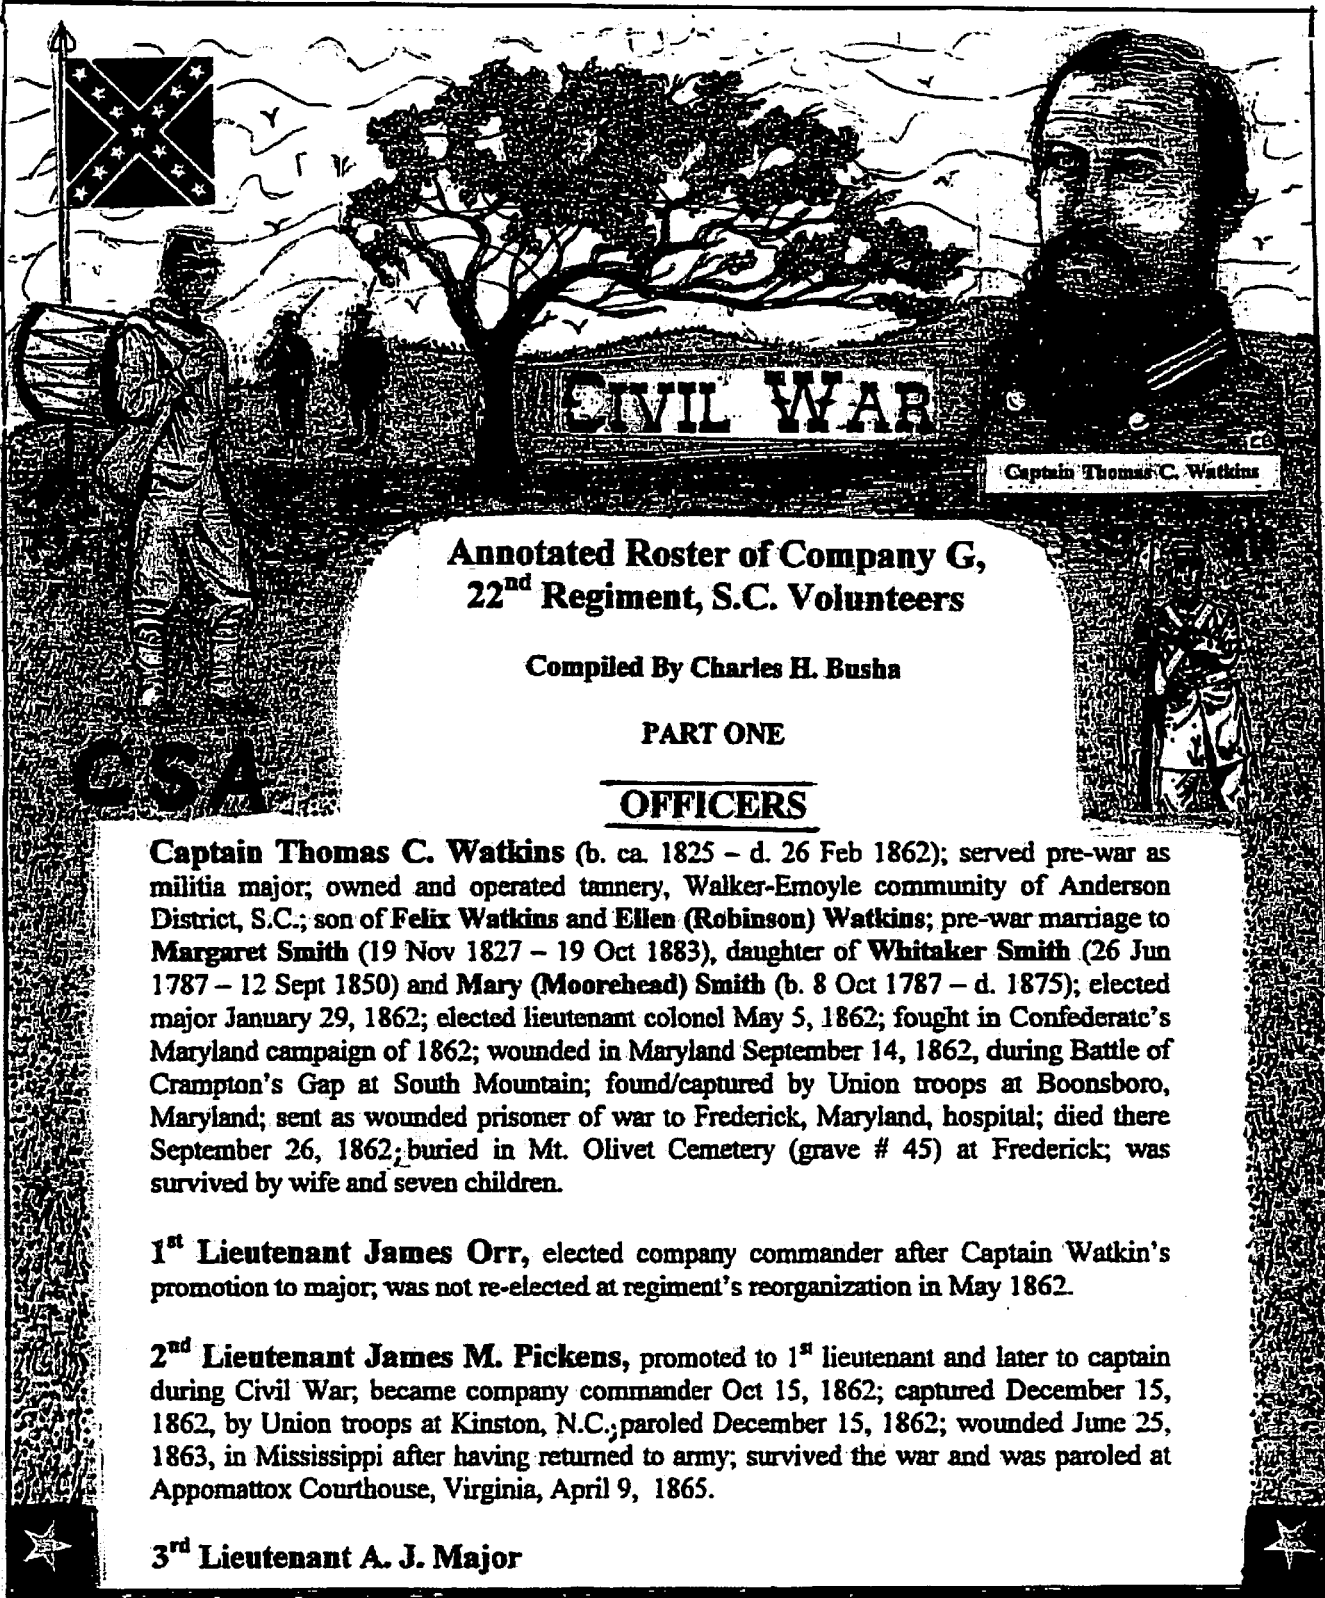 CIVIL WAR
Captain Thomas C. Watkins
CSA
Annotated Roster of Company G,
22nd Regiment, S.C. Volunteers
Compiled By Charles H. Busha
PART ONE
OFFICERS
Captain Thomas C. Watkins (b. ca. 1825 – d. 26 Feb 1862); served pre-war as
militia major; owned and operated tannery, Walker-Emoyle community of Anderson
District, S.C.; son of Felix Watkins and Ellen (Robinson) Watkins; pre-war marriage to
Margaret Smith (19 Nov 1827 – 19 Oct 1883), daughter of Whitaker Smith (26 Jun
1787 – 12 Sept 1850) and Mary (Moorehead) Smith (b. 8 Oct 1787 – d. 1875); elected
major January 29, 1862; elected lieutenant colonel May 5, 1862; fought in Confederate's
Maryland campaign of 1862; wounded in Maryland September 14, 1862, during Battle of
Crampton's Gap at South Mountain; found/captured by Union troops at Boonsboro,
Maryland; sent as wounded prisoner of war to Frederick, Maryland, hospital; died there
September 26, 1862; buried in Mt. Olivet Cemetery (grave # 45) at Frederick; was
survived by wife and seven children.
1st Lieutenant James Orr, elected company commander after Captain Watkin's
promotion to major; was not re-elected at regiment's reorganization in May 1862.
2nd Lieutenant James M. Pickens, promoted to 1st lieutenant and later to captain
during Civil War; became company commander Oct 15, 1862; captured December 15,
1862, by Union troops at Kinston, N.C.; paroled December 15, 1862; wounded June 25,
1863, in Mississippi after having returned to army; survived the war and was paroled at
Appomattox Courthouse, Virginia, April 9, 1865.
3rd Lieutenant A. J. Major